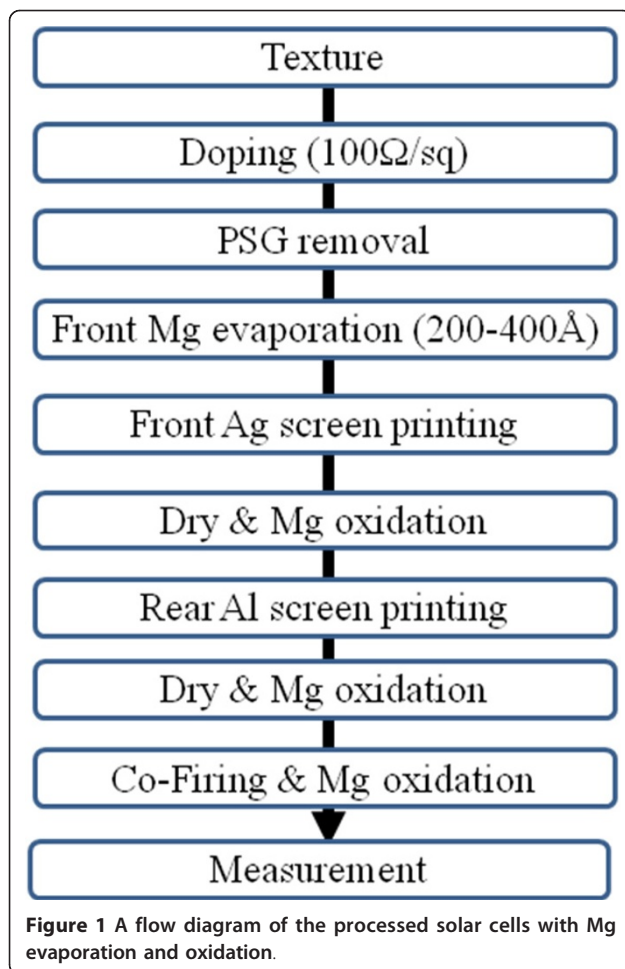 Texture
Doping (100Ω/sq)
PSG removal
Front Mg evaporation (200-400Å)
Front Ag screen printing
Dry & Mg oxidation
Rear Al screen printing
Dry & Mg oxidation
Co-Firing & Mg oxidation
Measurement
Figure 1 A flow diagram of the processed solar cells with Mg
evaporation and oxidation.